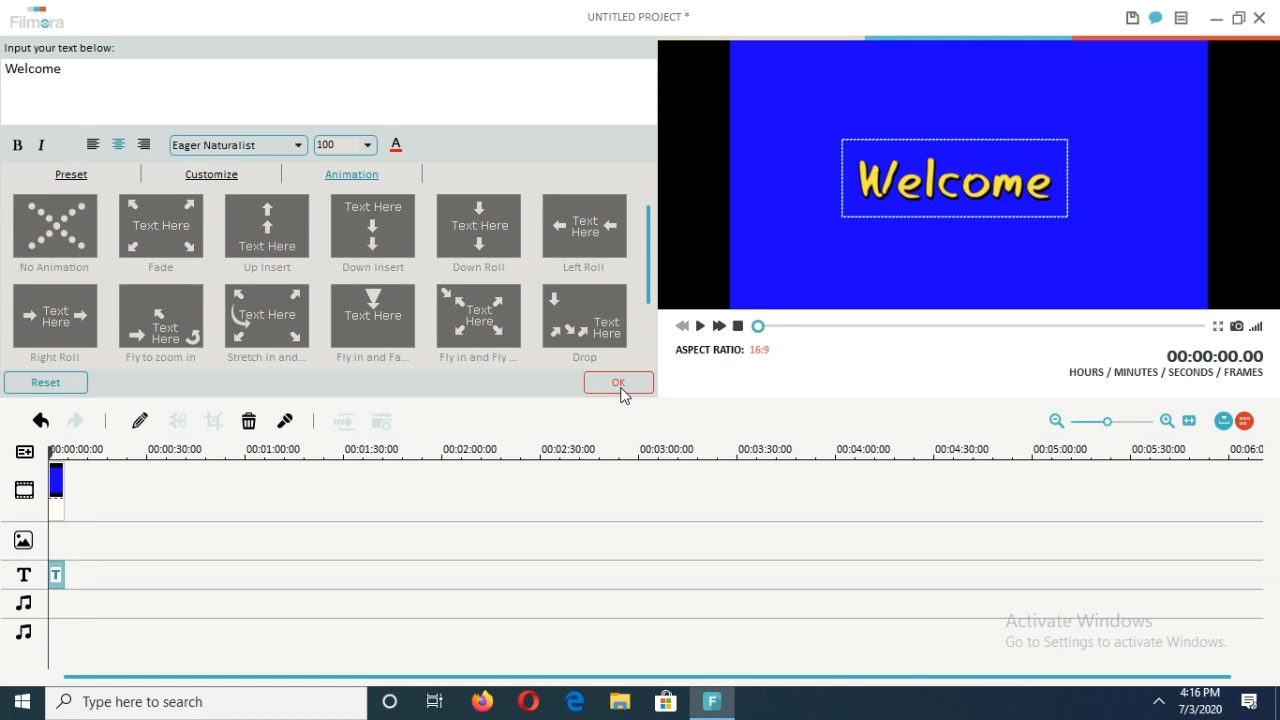 Filmora
UNTITLED PROJECT *
Input your text below:
Welcome
B I Eager Naturalist 100 A
Preset Customize Animation
Text Here
Text Here
Text Here
Text Here
Text Here
No Animation Fade Up Insert Down Insert Down Roll Left Roll
Text Here
Text Here
Text Here
Text Here
Text Here
Text Here
Right Roll Fly to zoom in Stretch in and... Fly in and Fa... Fly in and Fly ... Drop
Reset OK
Welcome
ASPECT RATIO: 16:9
00:00:00.00
HOURS / MINUTES / SECONDS / FRAMES
00:00:00:00 00:00:30:00 00:01:00:00 00:01:30:00 00:02:00:00 00:02:30:00 00:03:00:00 00:03:30:00 00:04:00:00 00:04:30:00 00:05:00:00 00:05:30:00 00:06:0
T T
Activate Windows
Go to Settings to activate Windows.
Type here to search
F
4:16 PM
7/3/2020